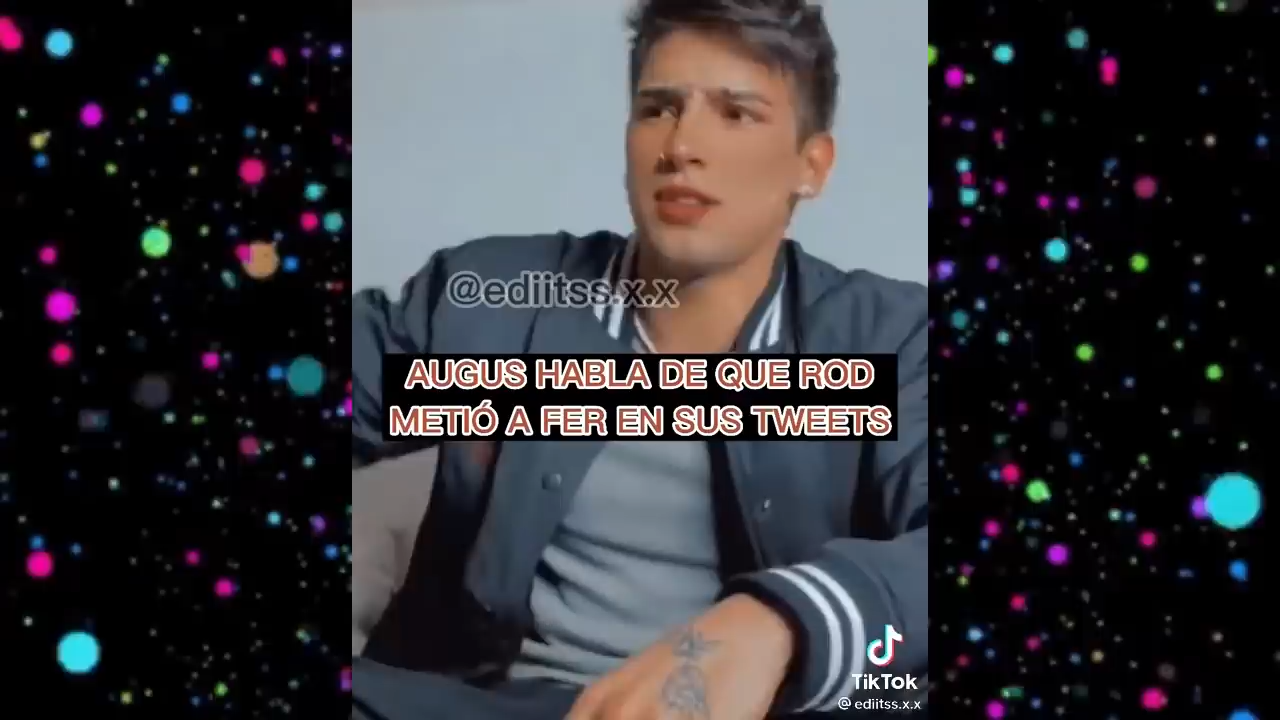 @ediitss.x.x
AUGUS HABLA DE QUE ROD
METIÓ A FER EN SUS TWEETS
TikTok
@ediitss.x.x